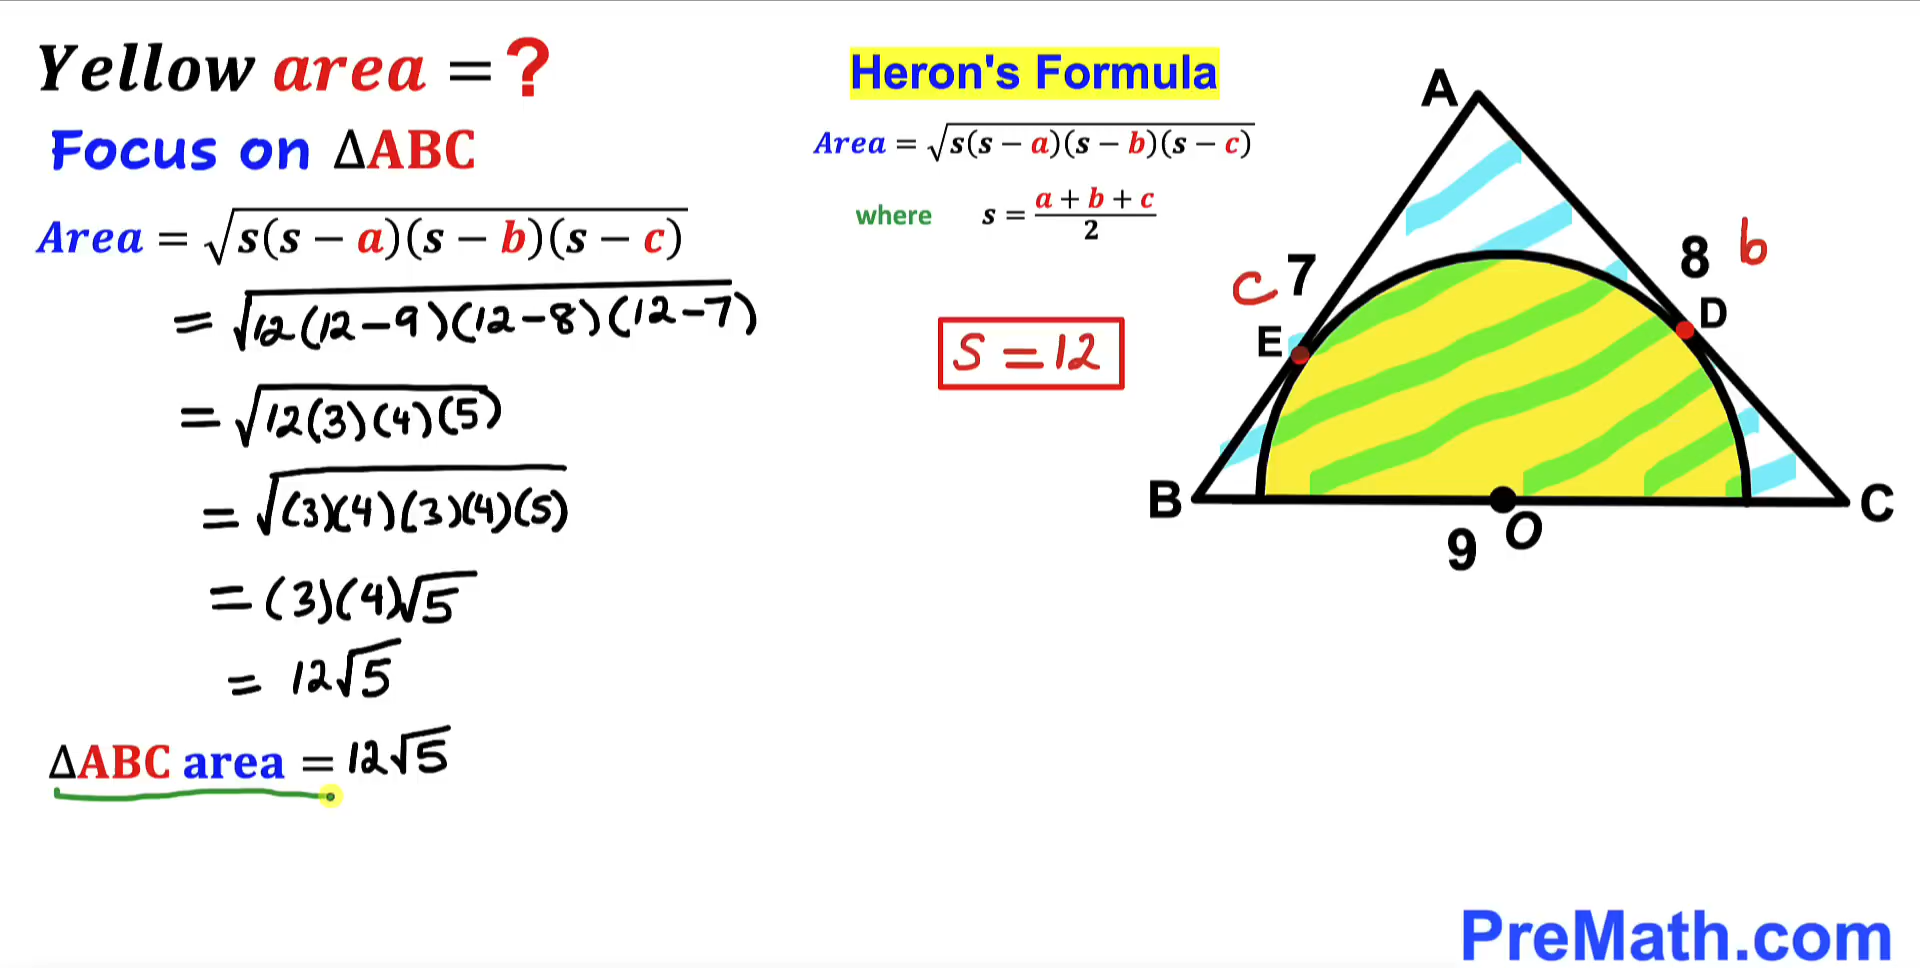 Yellow area = ?
Focus on ΔABC
Area = √s(s − a)(s − b)(s − c)
= √12(12−9)(12−8)(12−7)
= √12(3)(4)(5)
= √(3)(4)(3)(4)(5)
= (3)(4)√5
= 12√5
ΔABC area = 12√5
Heron's Formula
Area = √s(s − a)(s − b)(s − c)
where s = a + b + c / 2
S = 12
A
8 b
c 7
D
E
B
C
9 O
PreMath.com